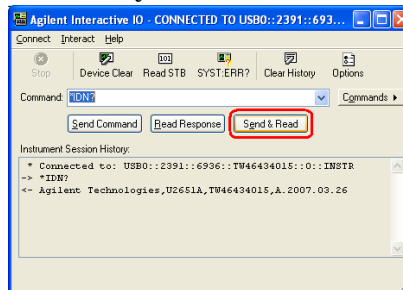 Agilent Interactive IO - CONNECTED TO USB0::2391::693...
Connect Interact Help
Stop Device Clear Read STB SYST:ERR? Clear History Options
Command: *IDN? Commands
Send Command Read Response Send & Read
Instrument Session History:
* Connected to: USB0::2391::6936::TW46434015::0::INSTR
-> *IDN?
<- Agilent Technologies,U2651A,TW46434015,A.2007.03.26